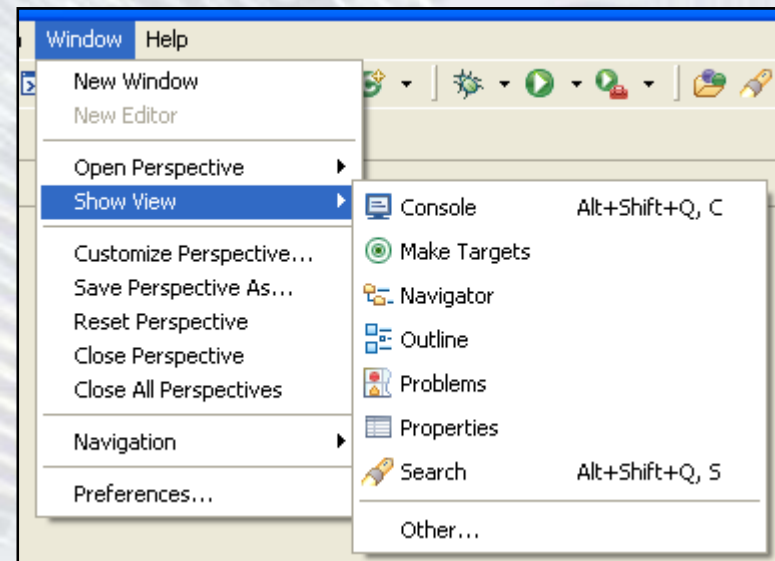 Window Help
New Window
New Editor
Open Perspective
Show View
Customize Perspective...
Save Perspective As...
Reset Perspective
Close Perspective
Close All Perspectives
Navigation
Preferences...
Console Alt+Shift+Q, C
Make Targets
Navigator
Outline
Problems
Properties
Search Alt+Shift+Q, S
Other...